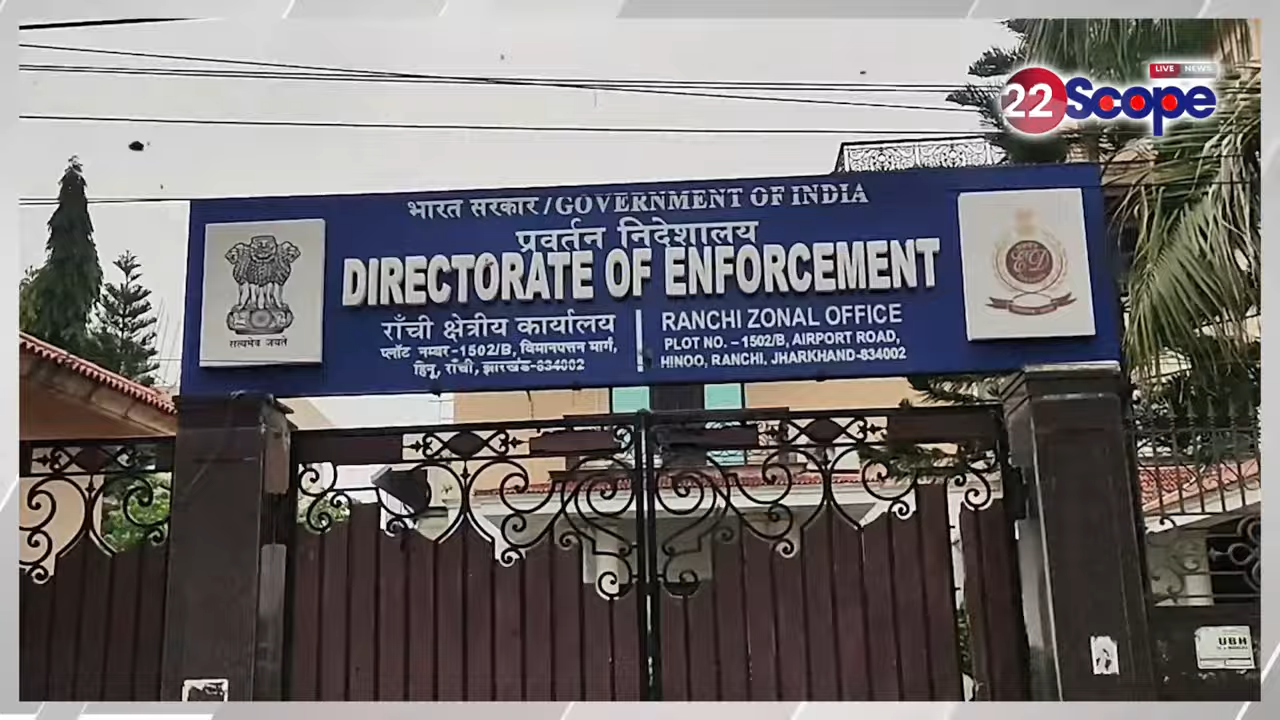 LIVE NEWS
22Scope
भारत सरकार/GOVERNMENT OF INDIA
प्रवर्तन निदेशालय
DIRECTORATE OF ENFORCEMENT
सत्यमेव जयते
ED
राँची क्षेत्रीय कार्यालय
प्लॉट नम्बर-1502/B, विमानपत्तन मार्ग,
हिनू, राँची, झारखंड-834002
RANCHI ZONAL OFFICE
PLOT NO. – 1502/B, AIRPORT ROAD,
HINOO, RANCHI, JHARKHAND-834002
UBH